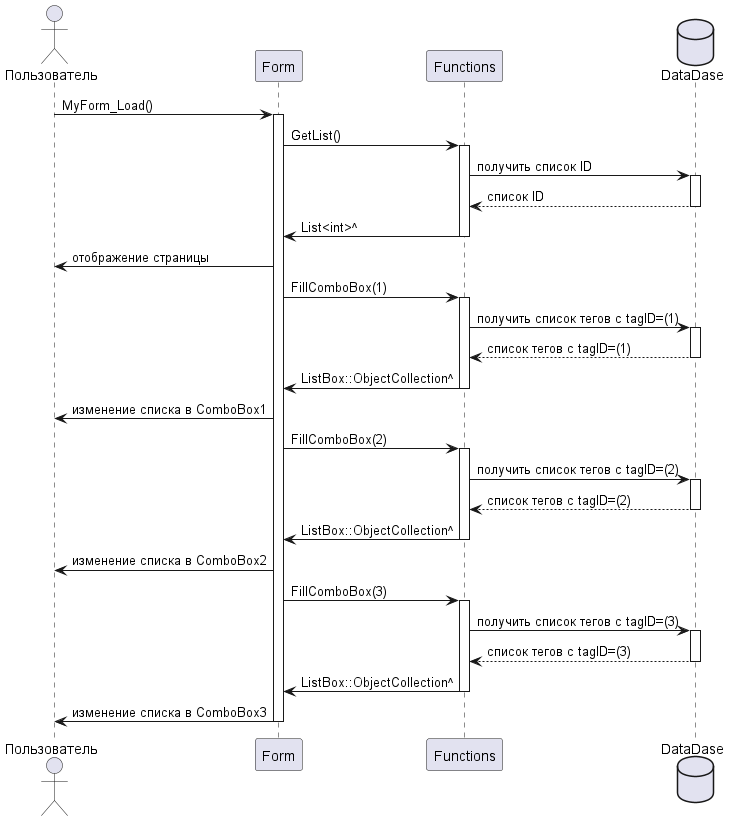 Пользователь
Form
Functions
DataDase
MyForm_Load()
GetList()
получить список ID
список ID
List<int>^
отображение страницы
FillComboBox(1)
получить список тегов с tagID=(1)
список тегов с tagID=(1)
ListBox::ObjectCollection^
изменение списка в ComboBox1
FillComboBox(2)
получить список тегов с tagID=(2)
список тегов с tagID=(2)
ListBox::ObjectCollection^
изменение списка в ComboBox2
FillComboBox(3)
получить список тегов с tagID=(3)
список тегов с tagID=(3)
ListBox::ObjectCollection^
изменение списка в ComboBox3
Пользователь
Form
Functions
DataDase